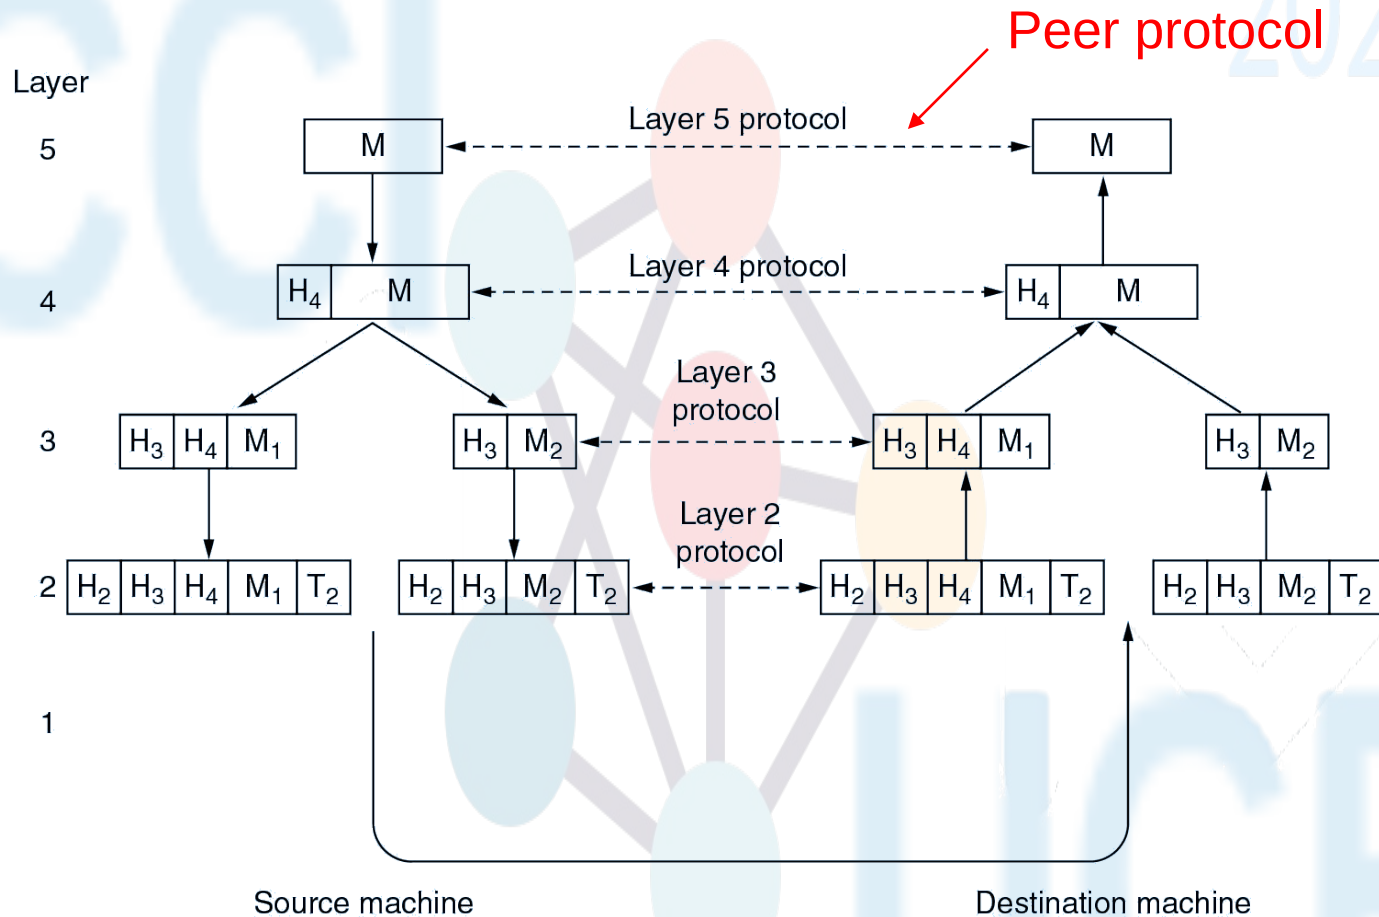 Peer protocol
Layer
5
M
Layer 5 protocol
M
4
H4 M
Layer 4 protocol
H4 M
3
H3 H4 M1
H3 M2
Layer 3
protocol
H3 H4 M1
H3 M2
2
H2 H3 H4 M1 T2
H2 H3 M2 T2
Layer 2
protocol
H2 H3 H4 M1 T2
H2 H3 M2 T2
1
Source machine
Destination machine